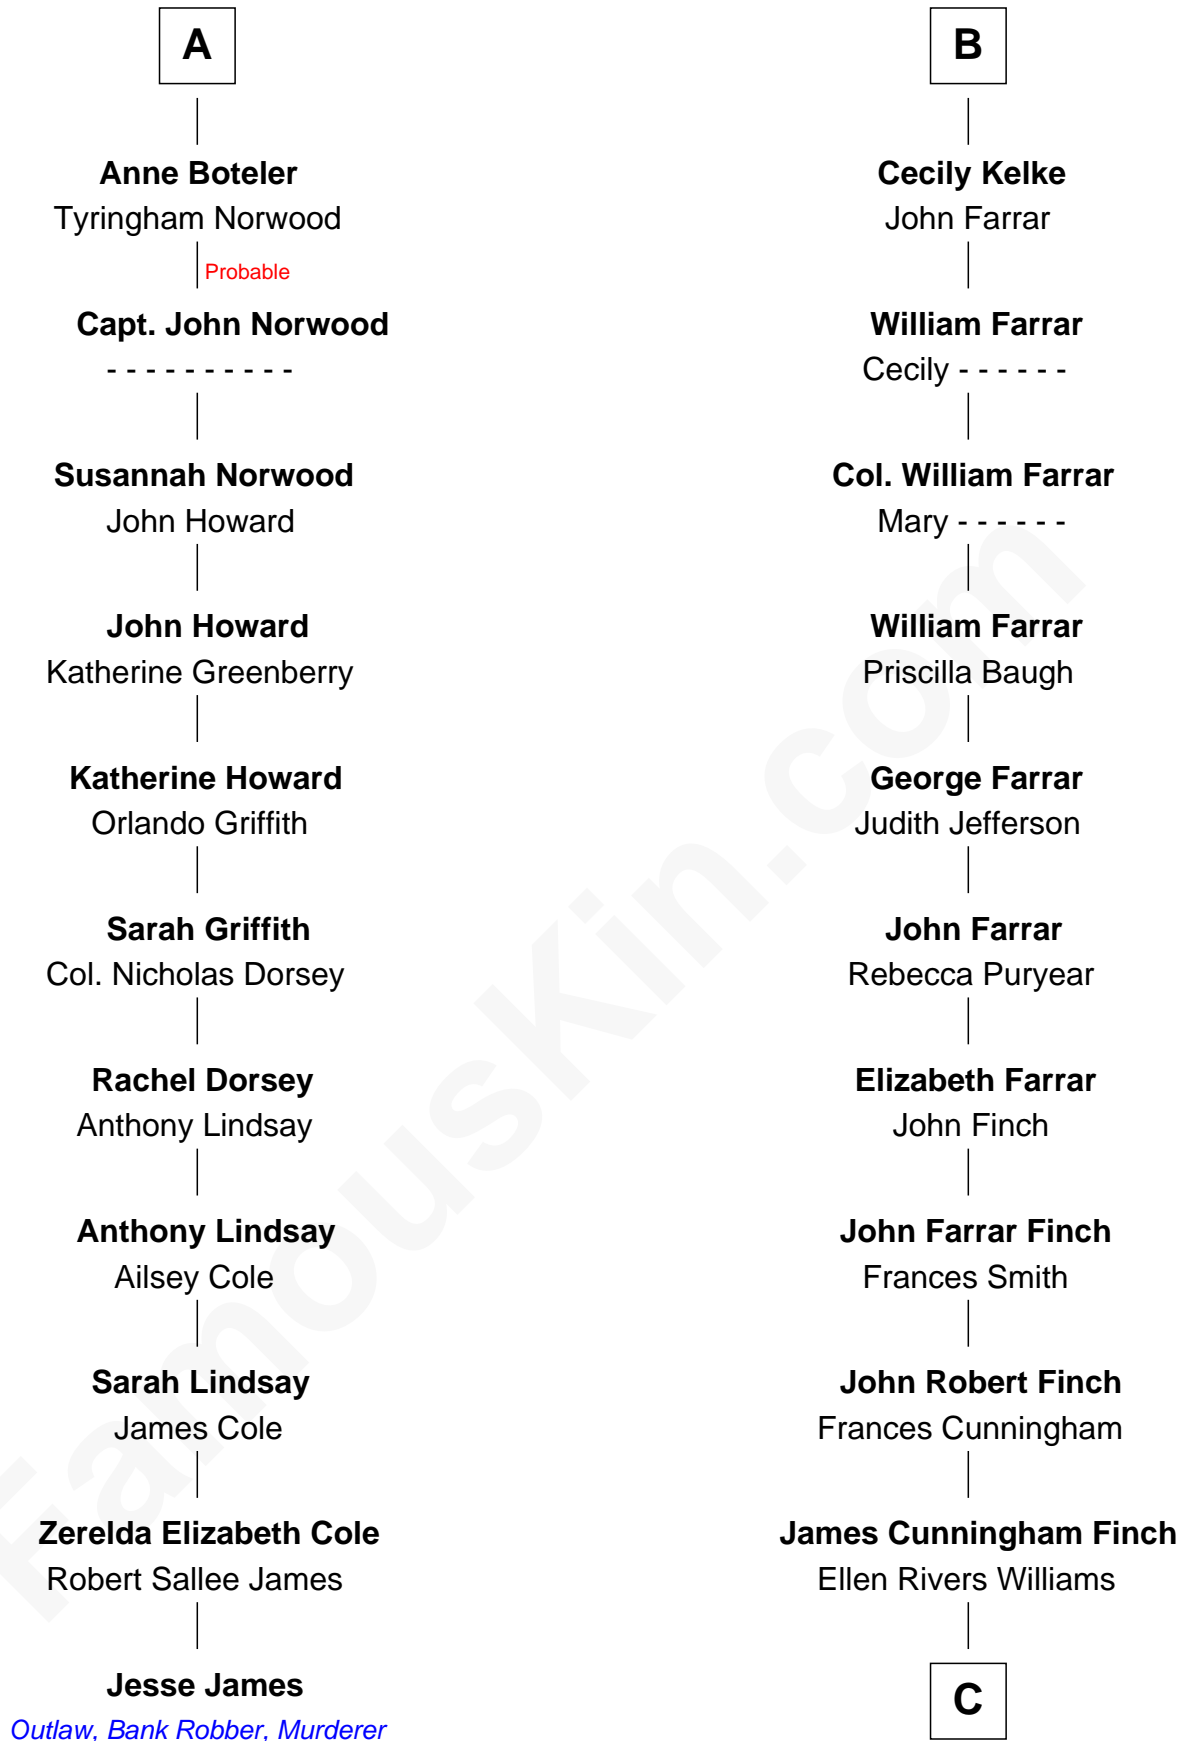 A
Anne Boteler
Tyringham Norwood
Probable
Capt. John Norwood
- - - - - - - - - -
Susannah Norwood
John Howard
John Howard
Katherine Greenberry
Katherine Howard
Orlando Griffith
Sarah Griffith
Col. Nicholas Dorsey
Rachel Dorsey
Anthony Lindsay
Anthony Lindsay
Ailsey Cole
Sarah Lindsay
James Cole
Zerelda Elizabeth Cole
Robert Sallee James
Jesse James
Outlaw, Bank Robber, Murderer
B
Cecily Kelke
John Farrar
William Farrar
Cecily - - - - - -
Col. William Farrar
Mary - - - - - -
William Farrar
Priscilla Baugh
George Farrar
Judith Jefferson
John Farrar
Rebecca Puryear
Elizabeth Farrar
John Finch
John Farrar Finch
Frances Smith
John Robert Finch
Frances Cunningham
James Cunningham Finch
Ellen Rivers Williams
C
FamousKin.com